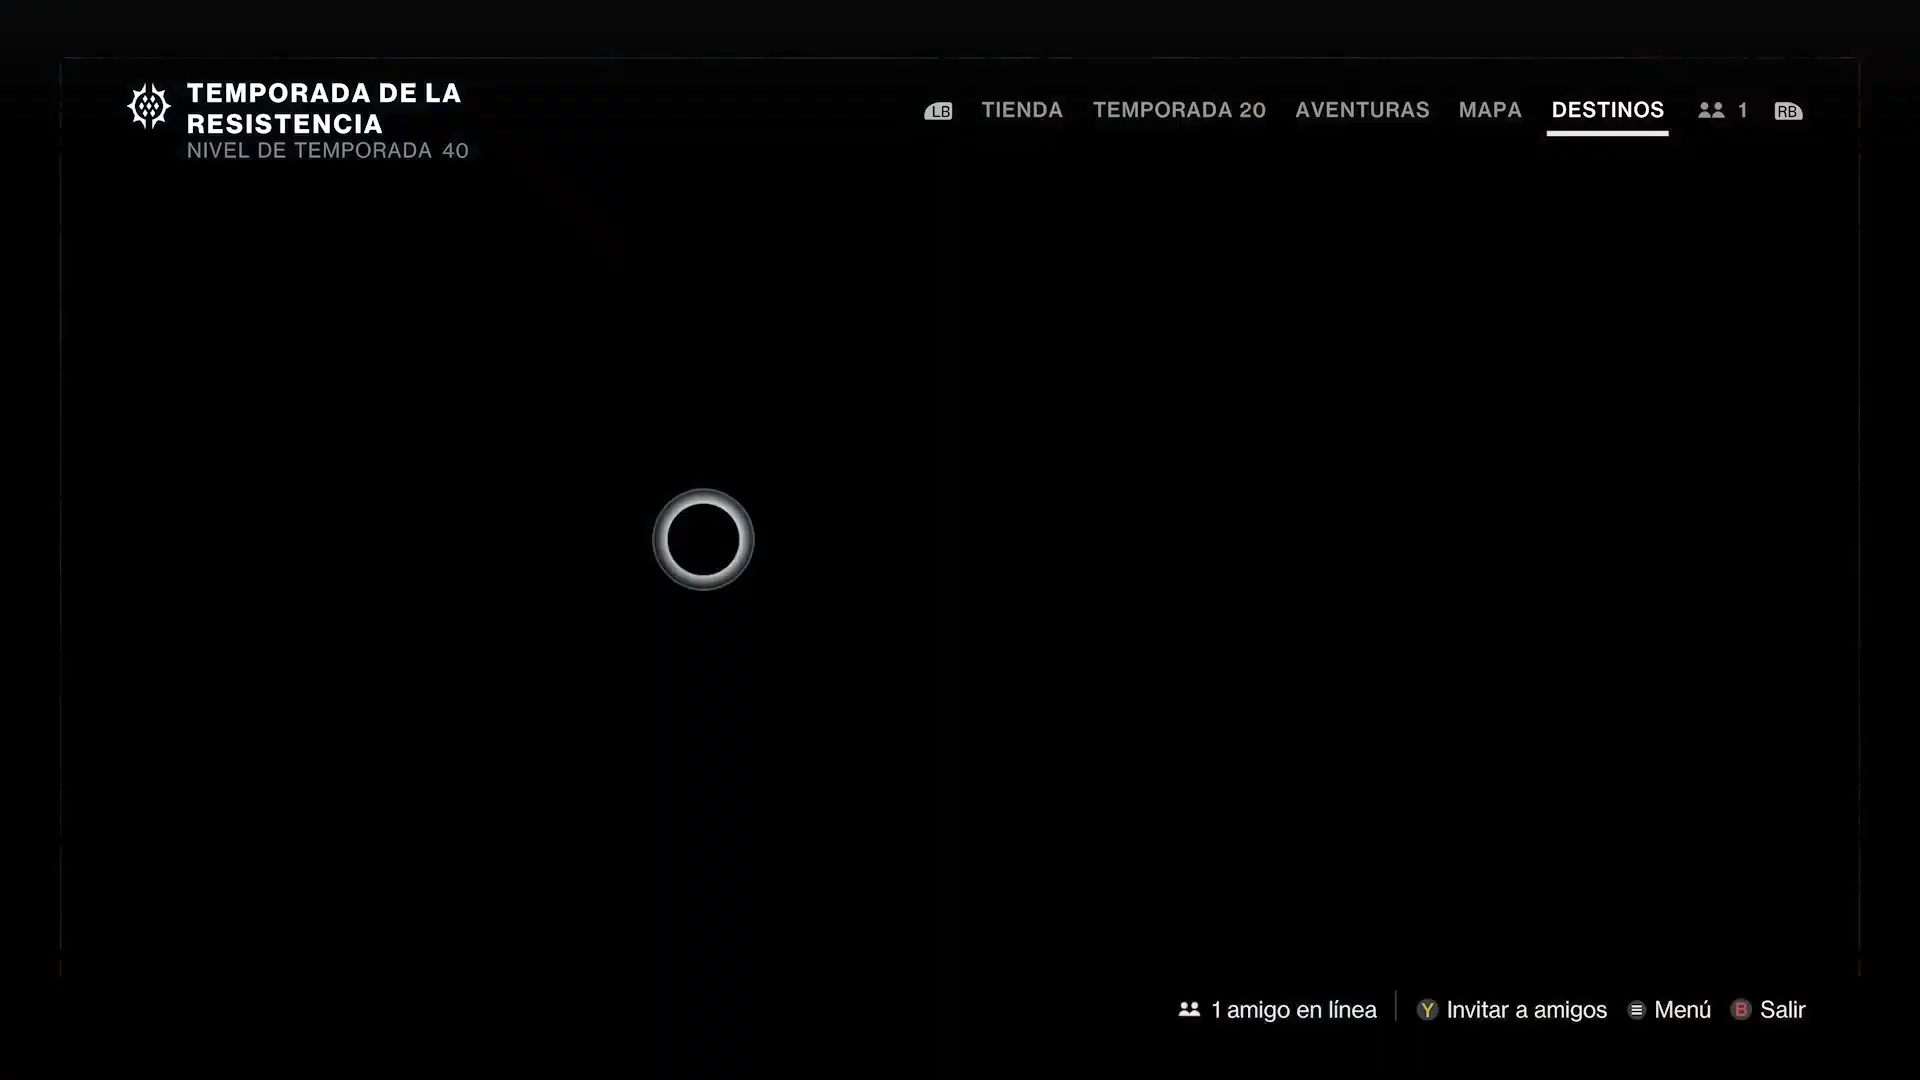 TEMPORADA DE LA
RESISTENCIA
NIVEL DE TEMPORADA 40
LB TIENDA TEMPORADA 20 AVENTURAS MAPA DESTINOS 1 RB
1 amigo en línea Y Invitar a amigos Menú B Salir